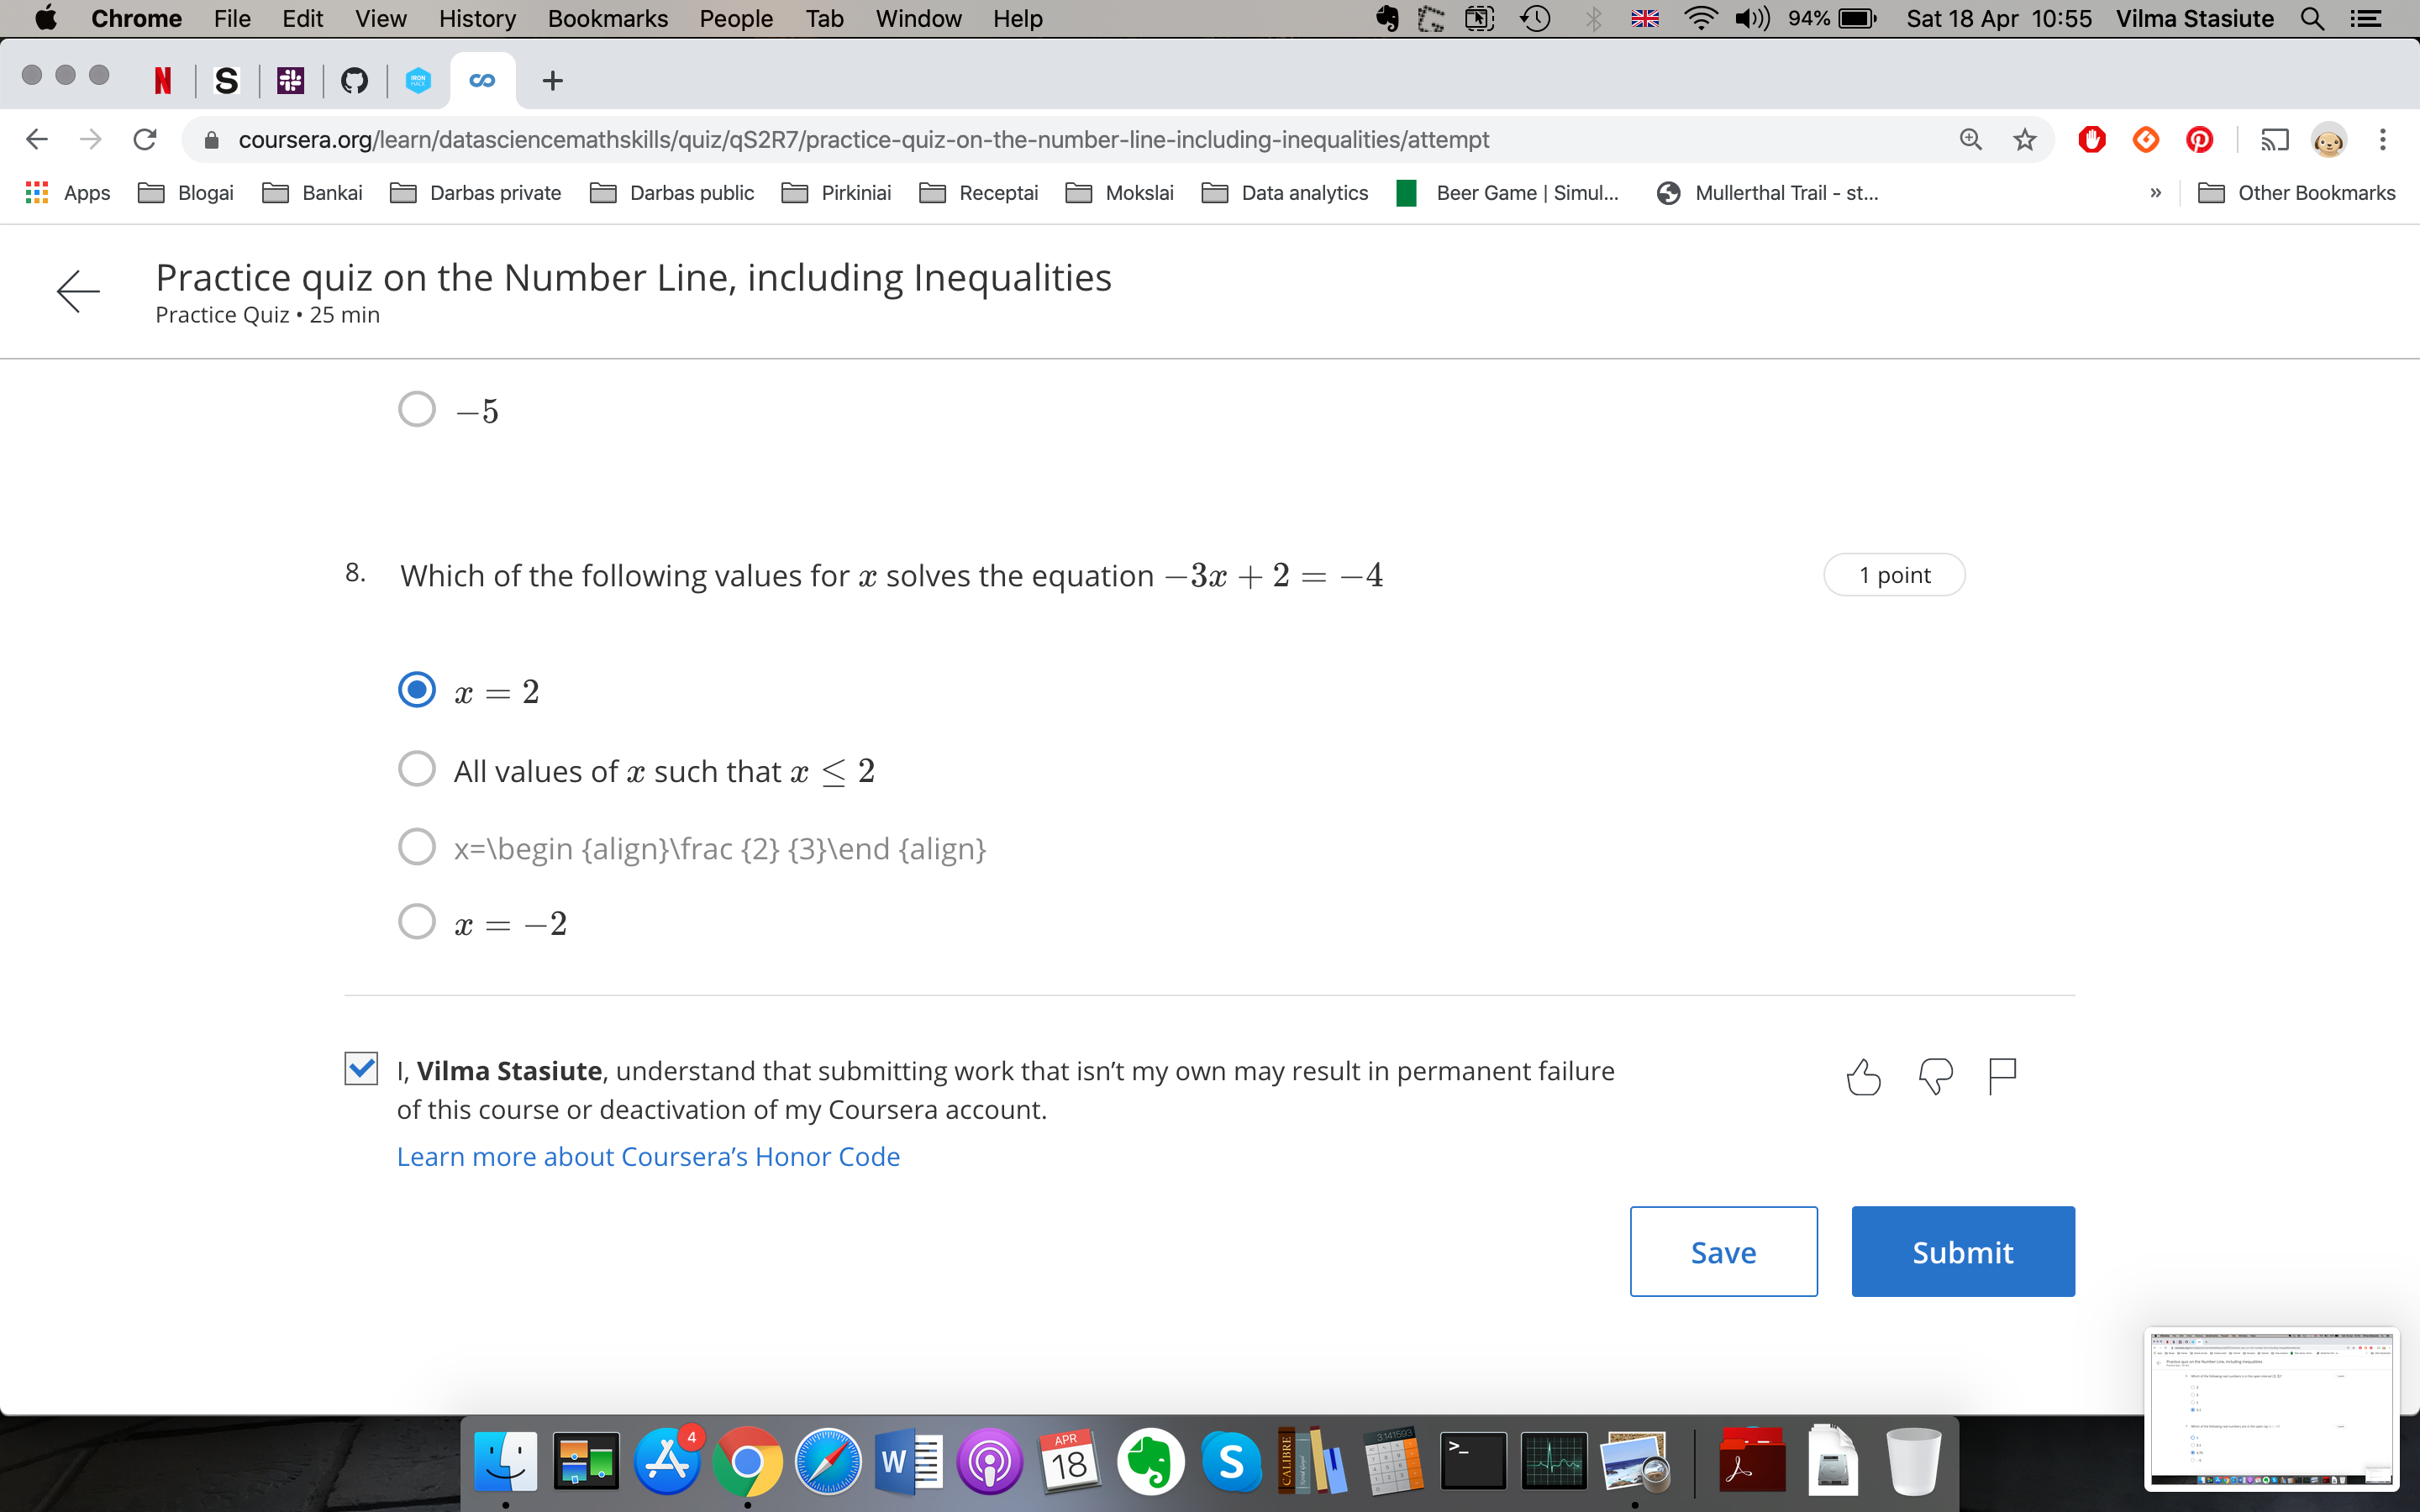 Chrome File Edit View History Bookmarks People Tab Window Help 94% Sat 18 Apr 10:55 Vilma Stasiute
N S IRON HACK
coursera.org/learn/datasciencemathskills/quiz/qS2R7/practice-quiz-on-the-number-line-including-inequalities/attempt
Apps Blogai Bankai Darbas private Darbas public Pirkiniai Receptai Mokslai Data analytics Beer Game | Simul... Mullerthal Trail - st... » Other Bookmarks
Practice quiz on the Number Line, including Inequalities
Practice Quiz • 25 min
−5
8. Which of the following values for x solves the equation −3x + 2 = −4 1 point
x = 2
All values of x such that x ≤ 2
x=\begin {align}\frac {2} {3}\end {align}
x = −2
I, Vilma Stasiute, understand that submitting work that isn’t my own may result in permanent failure
of this course or deactivation of my Coursera account.
Learn more about Coursera’s Honor Code
Save Submit
4 W APR 18 S CALIBRE 3.141593 >_